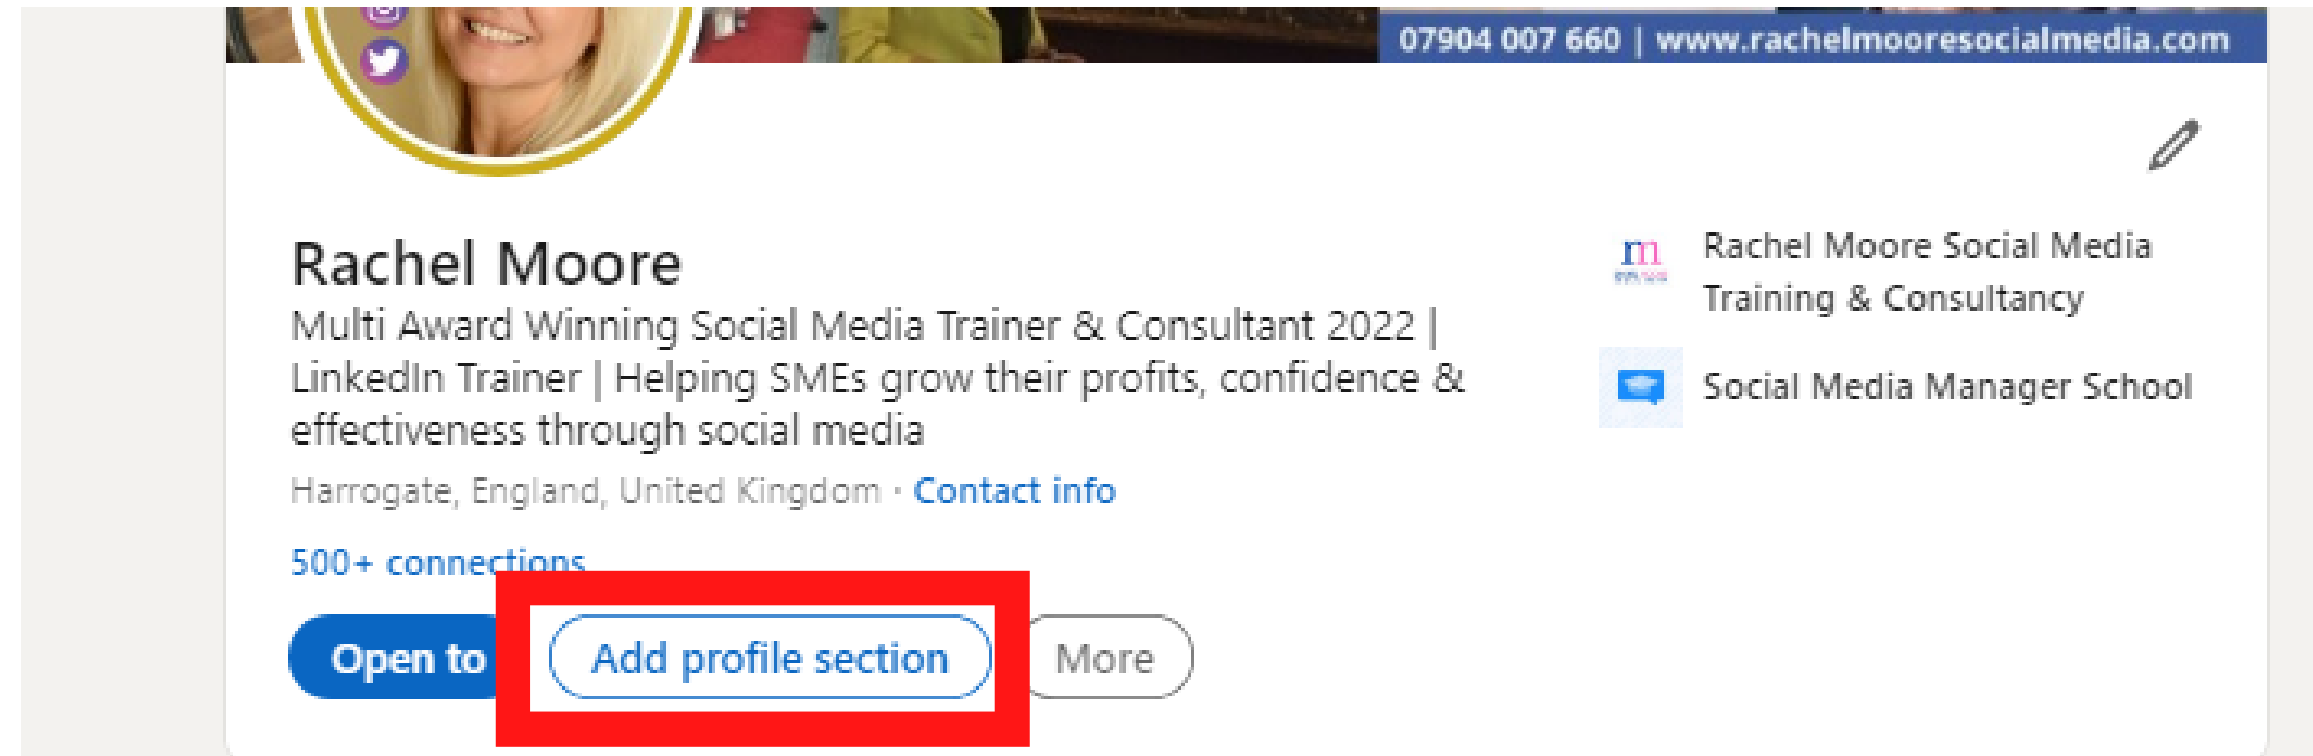 07904 007 660 | www.rachelmooresocialmedia.com
Rachel Moore
Multi Award Winning Social Media Trainer & Consultant 2022 |
LinkedIn Trainer | Helping SMEs grow their profits, confidence &
effectiveness through social media
Harrogate, England, United Kingdom · Contact info
500+ connections
Open to
Add profile section
More
rm
Rachel Moore Social Media
Training & Consultancy
Social Media Manager School